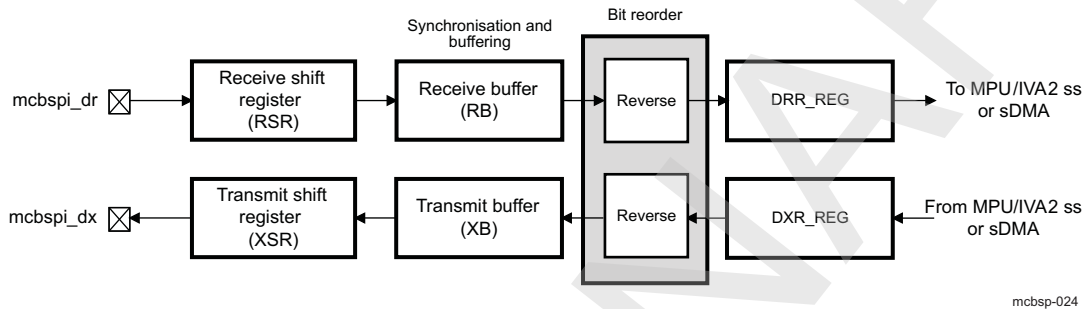 Bit reorder
Synchronisation and
buffering
mcbspi_dr
Receive shift
register
(RSR)
Receive buffer
(RB)
Reverse
DRR_REG
To MPU/IVA2 ss
or sDMA
mcbspi_dx
Transmit shift
register
(XSR)
Transmit buffer
(XB)
Reverse
DXR_REG
From MPU/IVA2 ss
or sDMA
mcbsp-024